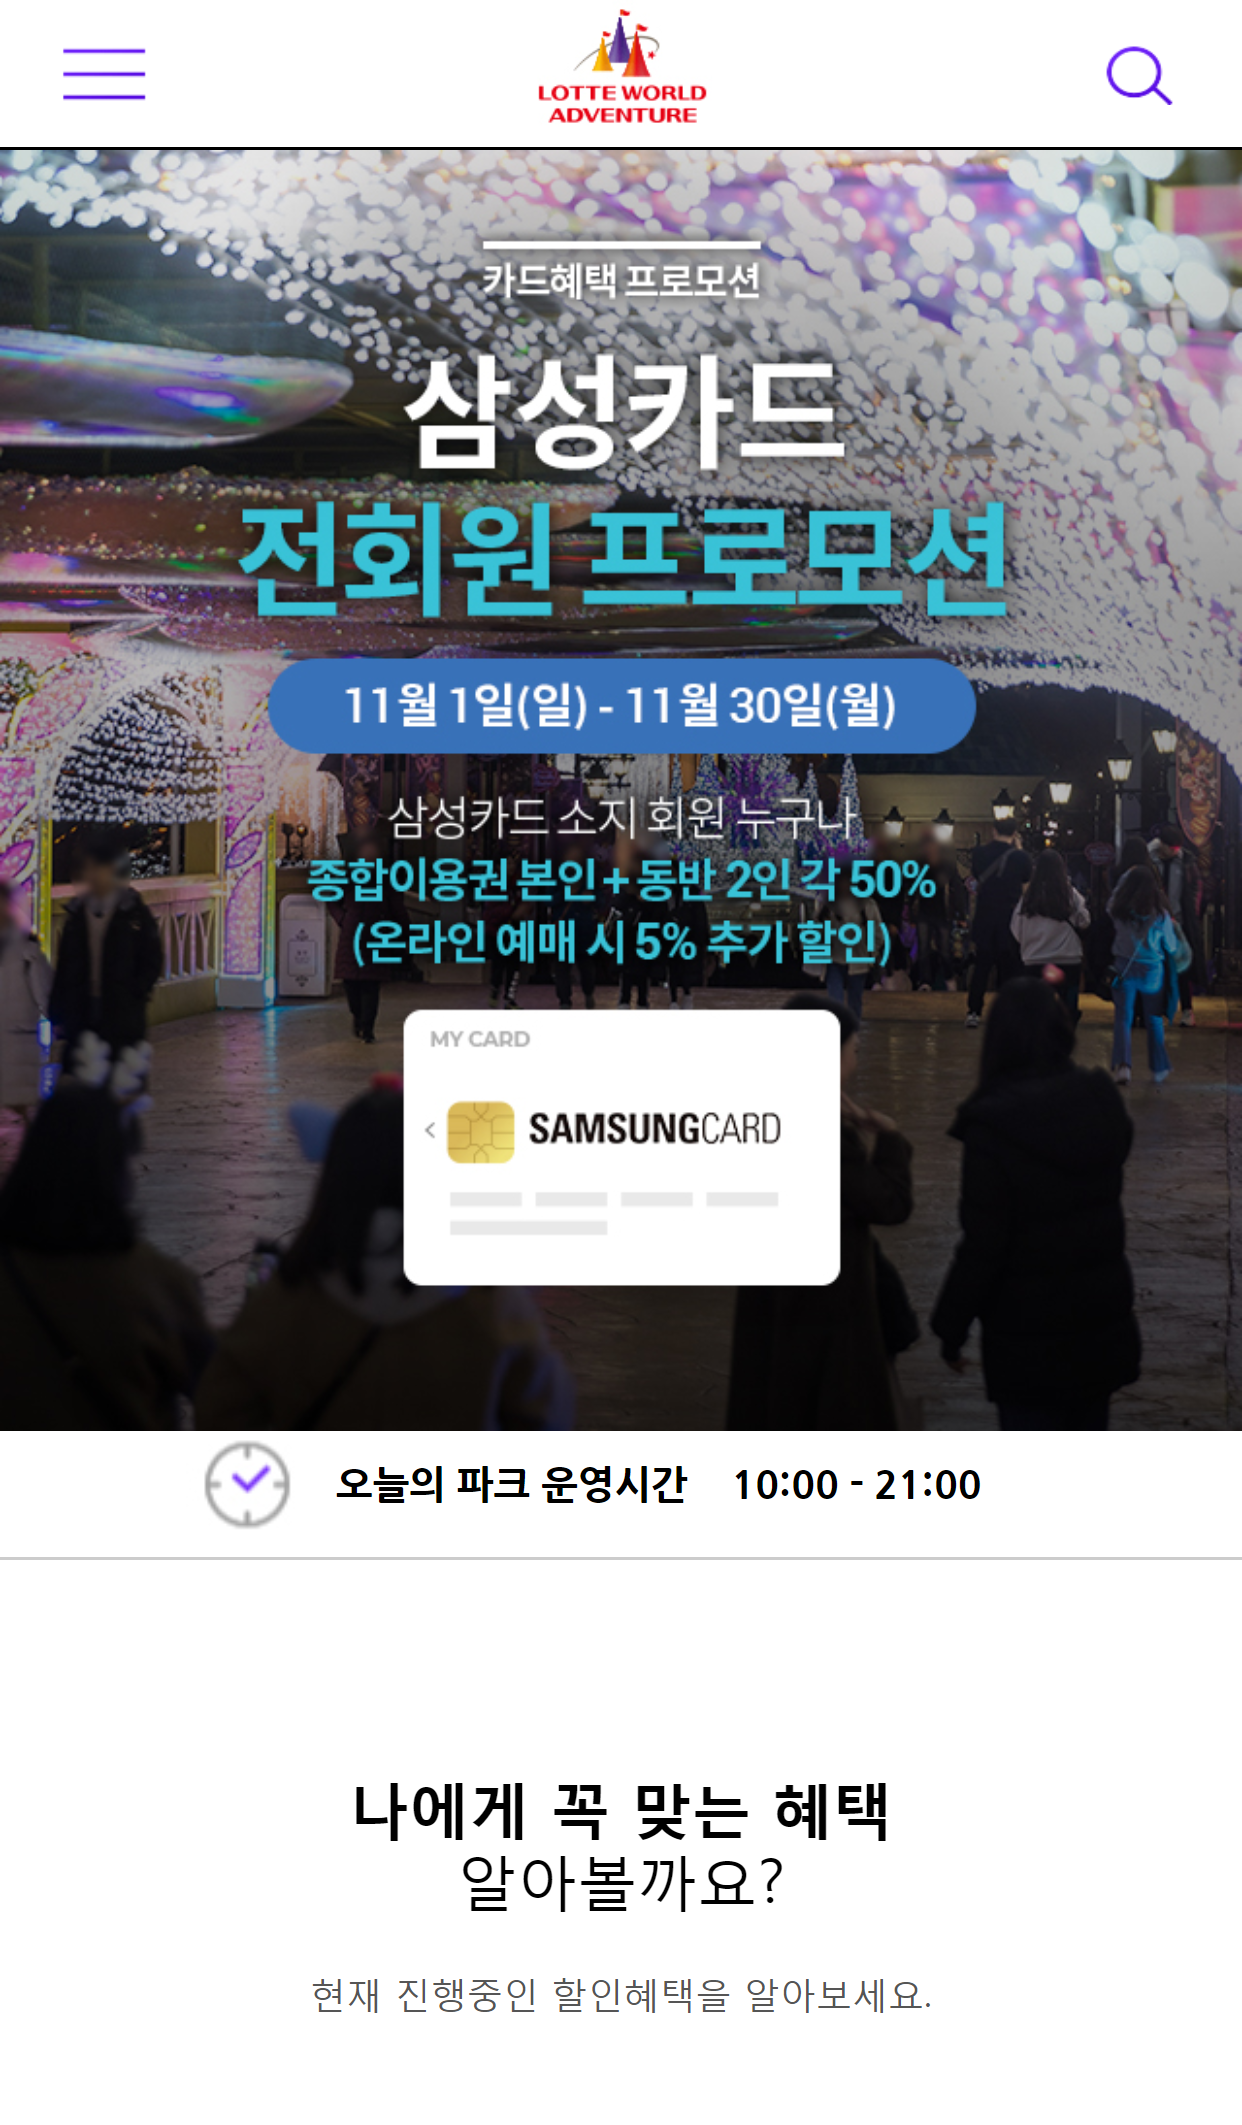 LOTTE WORLD
ADVENTURE
카드혜택 프로모션
삼성카드
전회원 프로모션
11월 1일(일) - 11월 30일(월)
삼성카드 소지 회원 누구나
종합이용권 본인 + 동반 2인 각 50%
(온라인 예매 시 5% 추가 할인)
MY CARD
< SAMSUNGCARD
오늘의 파크 운영시간 10:00 - 21:00
나에게 꼭 맞는 혜택
알아볼까요?
현재 진행중인 할인혜택을 알아보세요.